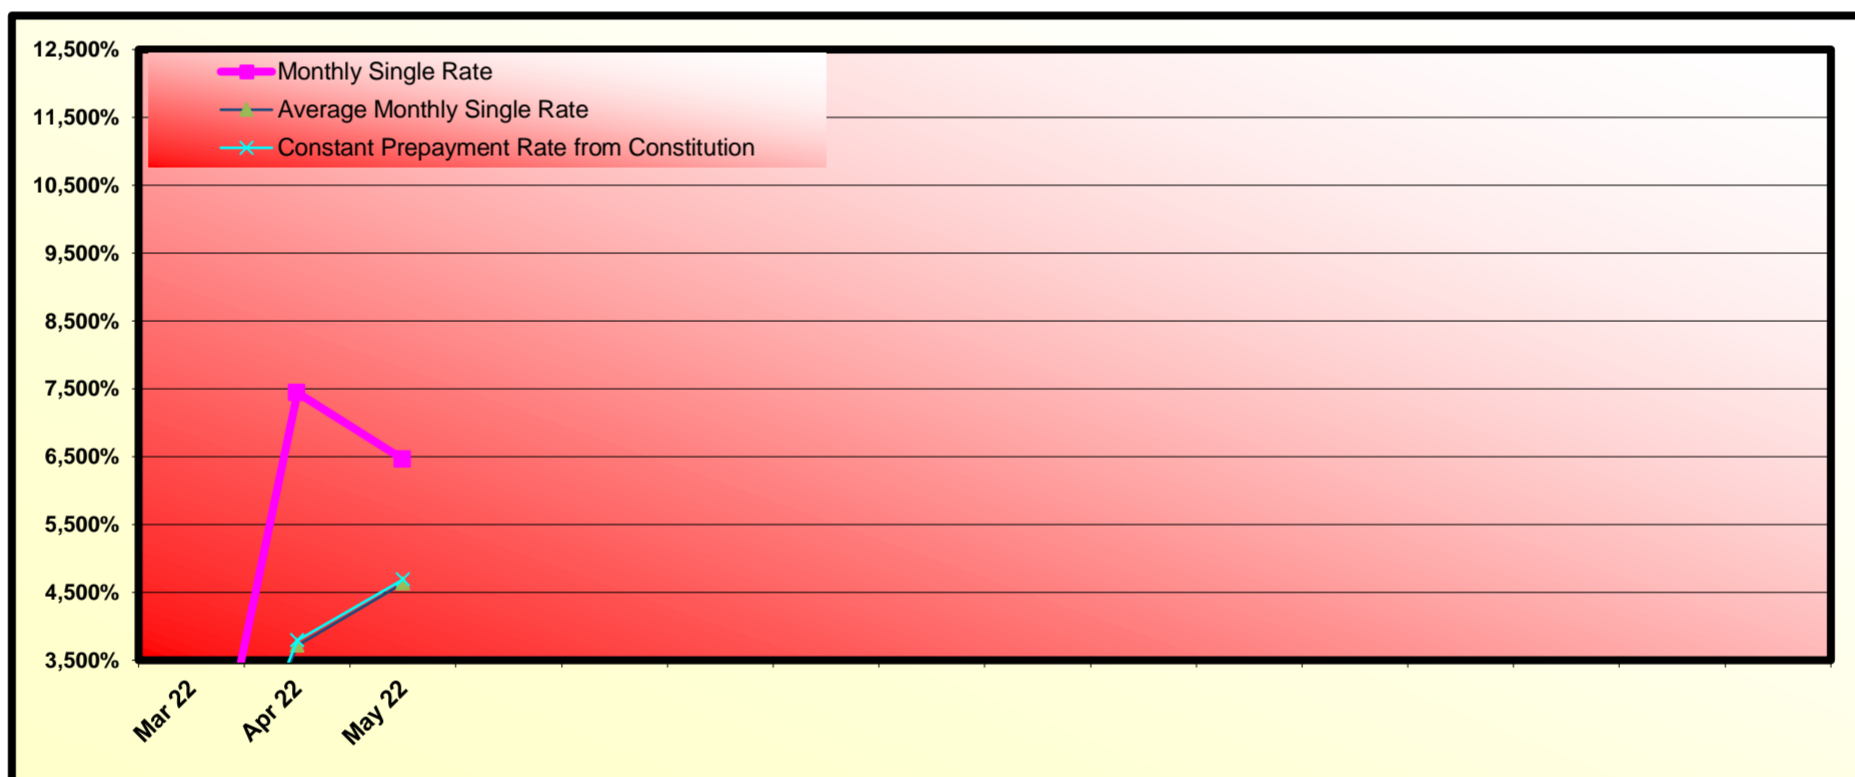 12,500%
Monthly Single Rate
Average Monthly Single Rate
11,500%
Constant Prepayment Rate from Constitution
10,500%
9,500%
8,500%
7,500%
6,500%
5,500%
4,500%
3,500%
Mar 22
Apr 22
May 22